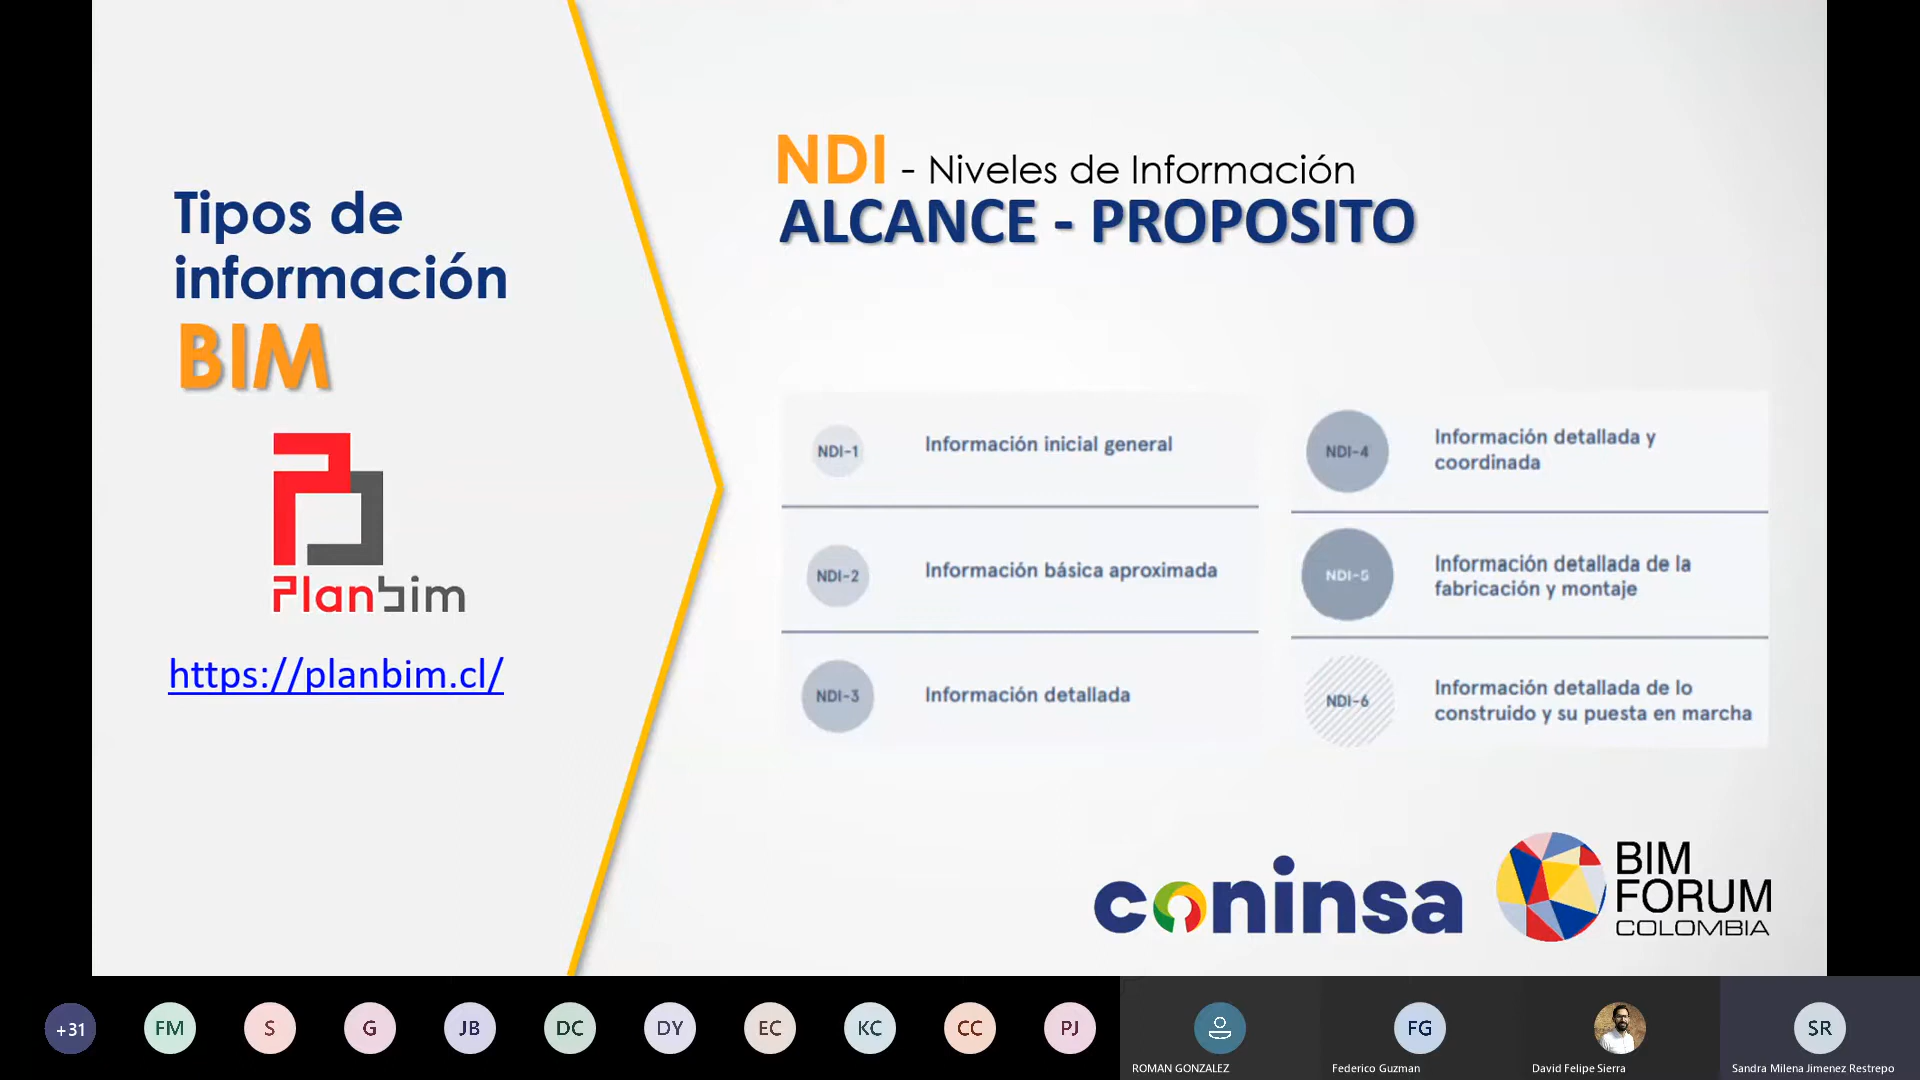 Tipos de
información
BIM
Planbim
https://planbim.cl/
NDI - Niveles de Información
ALCANCE - PROPOSITO
NDI-1
Información inicial general
NDI-2
Información básica aproximada
NDI-3
Información detallada
NDI-4
Información detallada y
coordinada
NDI-5
Información detallada de la
fabricación y montaje
NDI-6
Información detallada de lo
construido y su puesta en marcha
coninsa
BIM
FORUM
COLOMBIA
+31
FM
S
G
JB
DC
DY
EC
KC
CC
PJ
ROMAN GONZALEZ
FG
Federico Guzman
David Felipe Sierra
SR
Sandra Milena Jimenez Restrepo